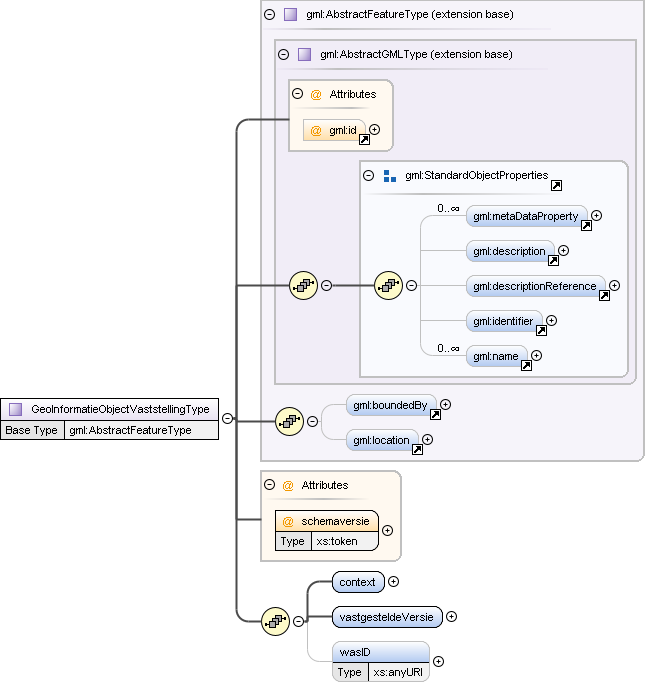 gml:AbstractFeatureType (extension base)
gml:AbstractGMLType (extension base)
@ Attributes
@ gml:id
gml:StandardObjectProperties
0..∞
gml:metaDataProperty
gml:description
gml:descriptionReference
gml:identifier
0..∞
gml:name
GeoInformatieObjectVaststellingType
Base Type gml:AbstractFeatureType
gml:boundedBy
gml:location
@ Attributes
@ schemaversie
Type xs:token
context
vastgesteldeVersie
wasID
Type xs:anyURI